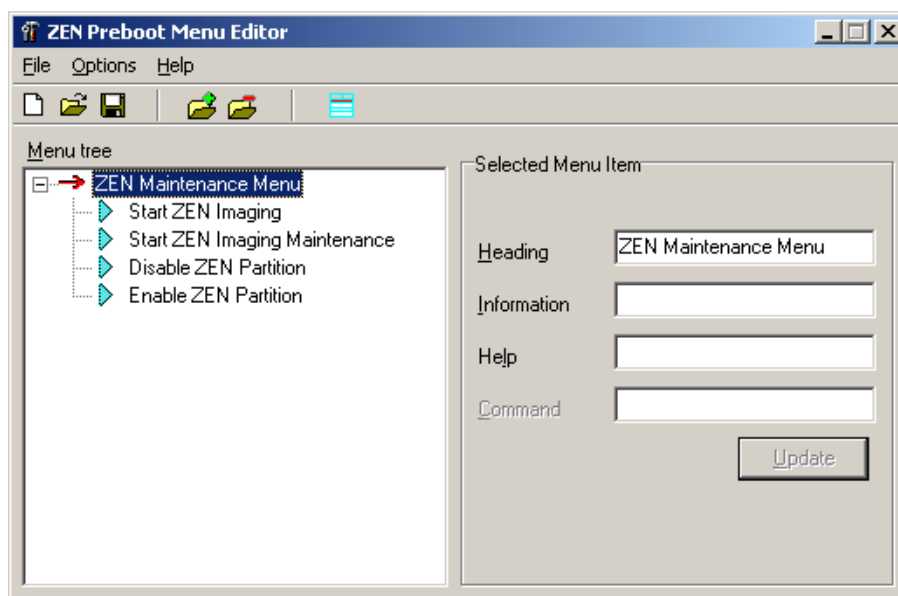 ZEN Preboot Menu Editor
File Options Help
Menu tree
ZEN Maintenance Menu
Start ZEN Imaging
Start ZEN Imaging Maintenance
Disable ZEN Partition
Enable ZEN Partition
Selected Menu Item
Heading ZEN Maintenance Menu
Information
Help
Command
Update